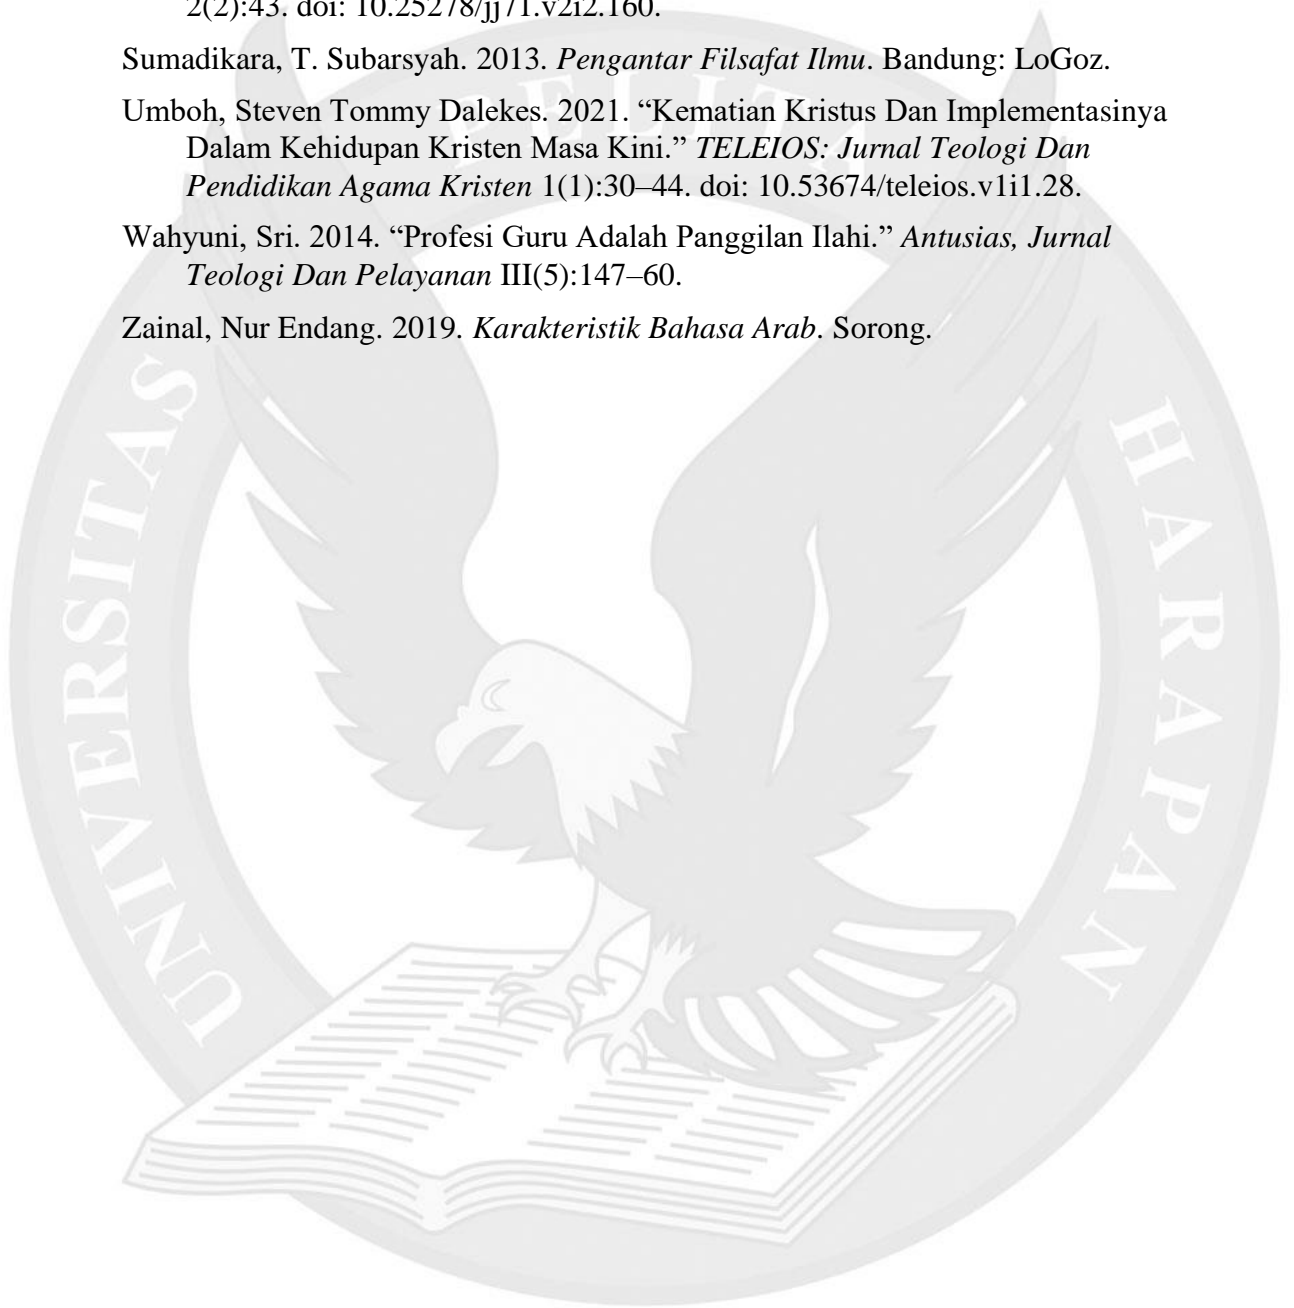 2(2):43. doi: 10.25278/jj71.v2i2.160.
Sumadikara, T. Subarsyah. 2013. Pengantar Filsafat Ilmu. Bandung: LoGoz.
Umboh, Steven Tommy Dalekes. 2021. “Kematian Kristus Dan Implementasinya
Dalam Kehidupan Kristen Masa Kini.” TELEIOS: Jurnal Teologi Dan
Pendidikan Agama Kristen 1(1):30–44. doi: 10.53674/teleios.v1i1.28.
Wahyuni, Sri. 2014. “Profesi Guru Adalah Panggilan Ilahi.” Antusias, Jurnal
Teologi Dan Pelayanan III(5):147–60.
Zainal, Nur Endang. 2019. Karakteristik Bahasa Arab. Sorong.
UNIVERSITAS
PELITA
HARAPAN